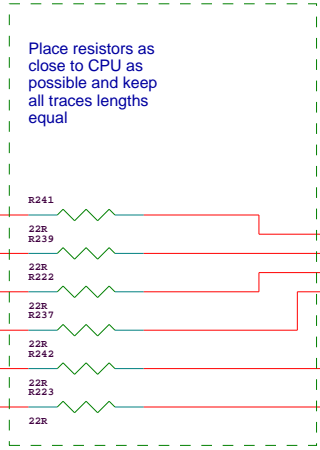 Place resistors as
close to CPU as
possible and keep
all traces lengths
equal
R241
22R
R239
22R
R222
22R
R237
22R
R242
22R
R223
22R